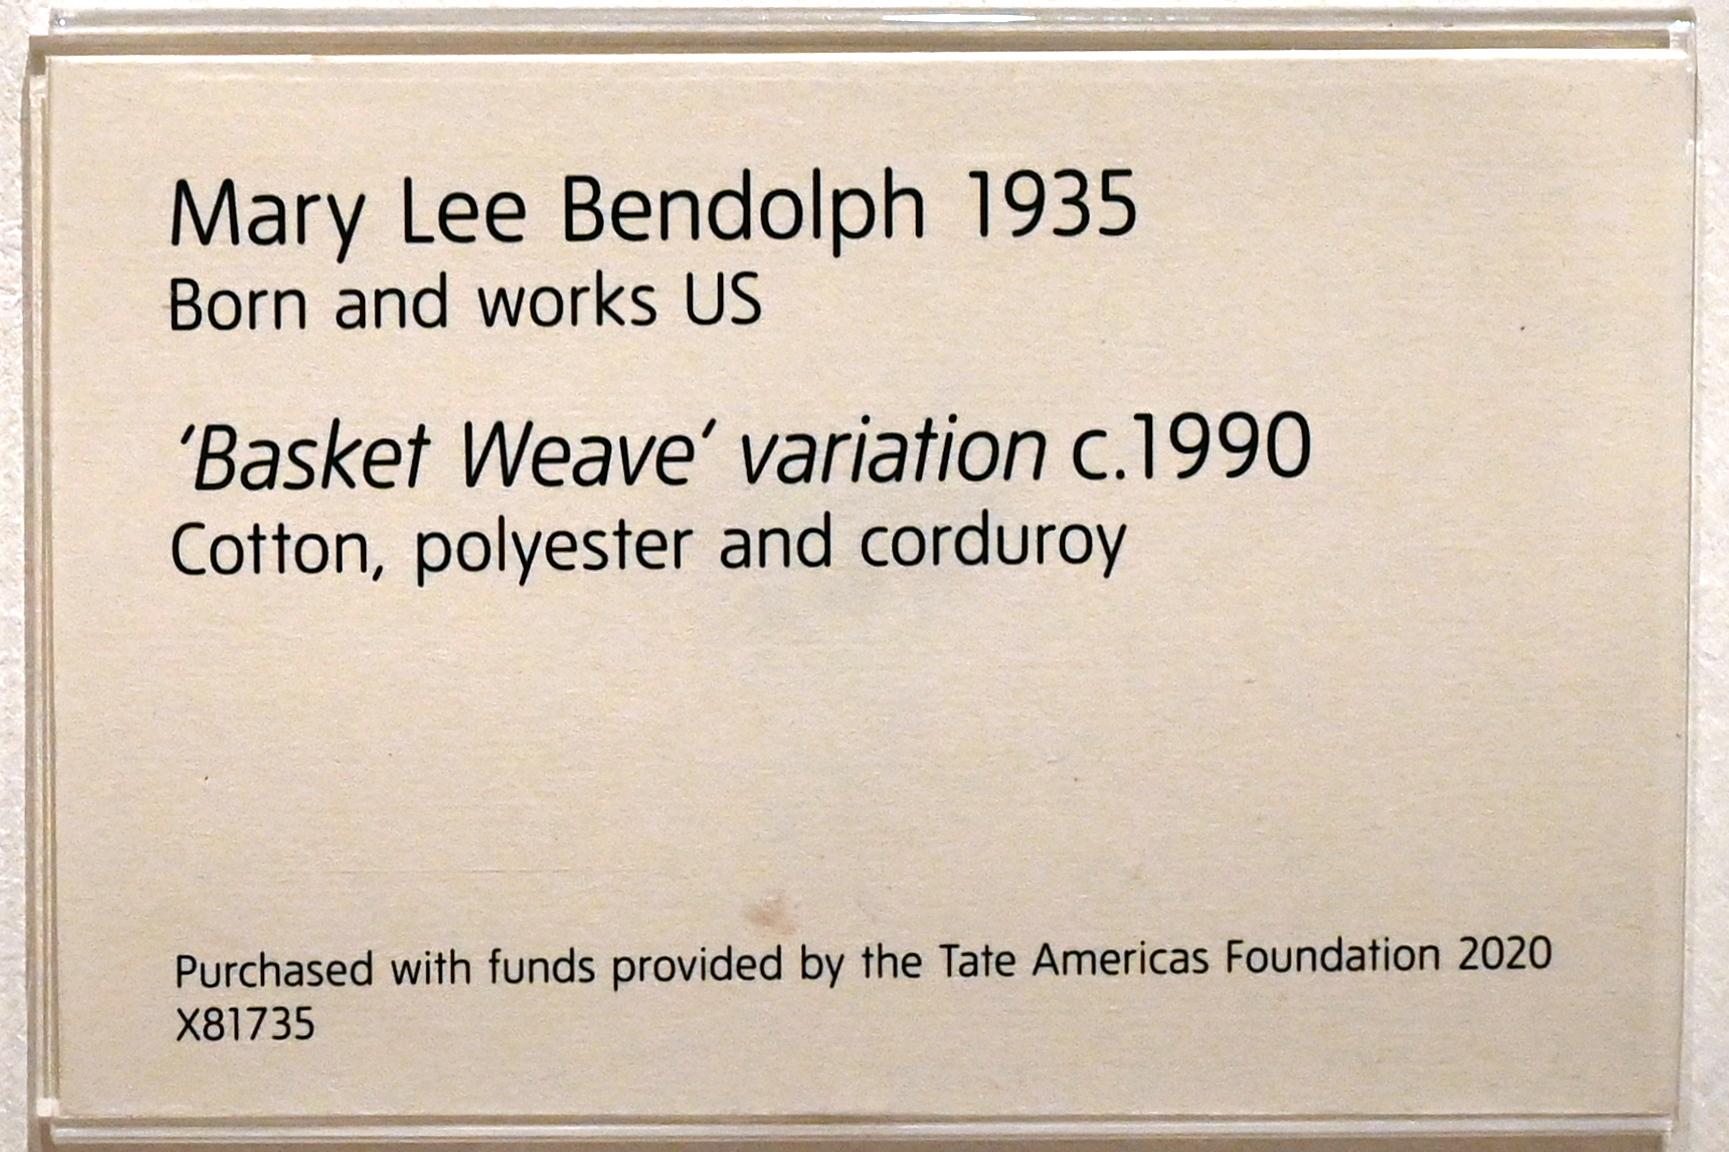 Mary Lee Bendolph 1935
Born and works US
‘Basket Weave’ variation c.1990
Cotton, polyester and corduroy
Purchased with funds provided by the Tate Americas Foundation 2020
X81735